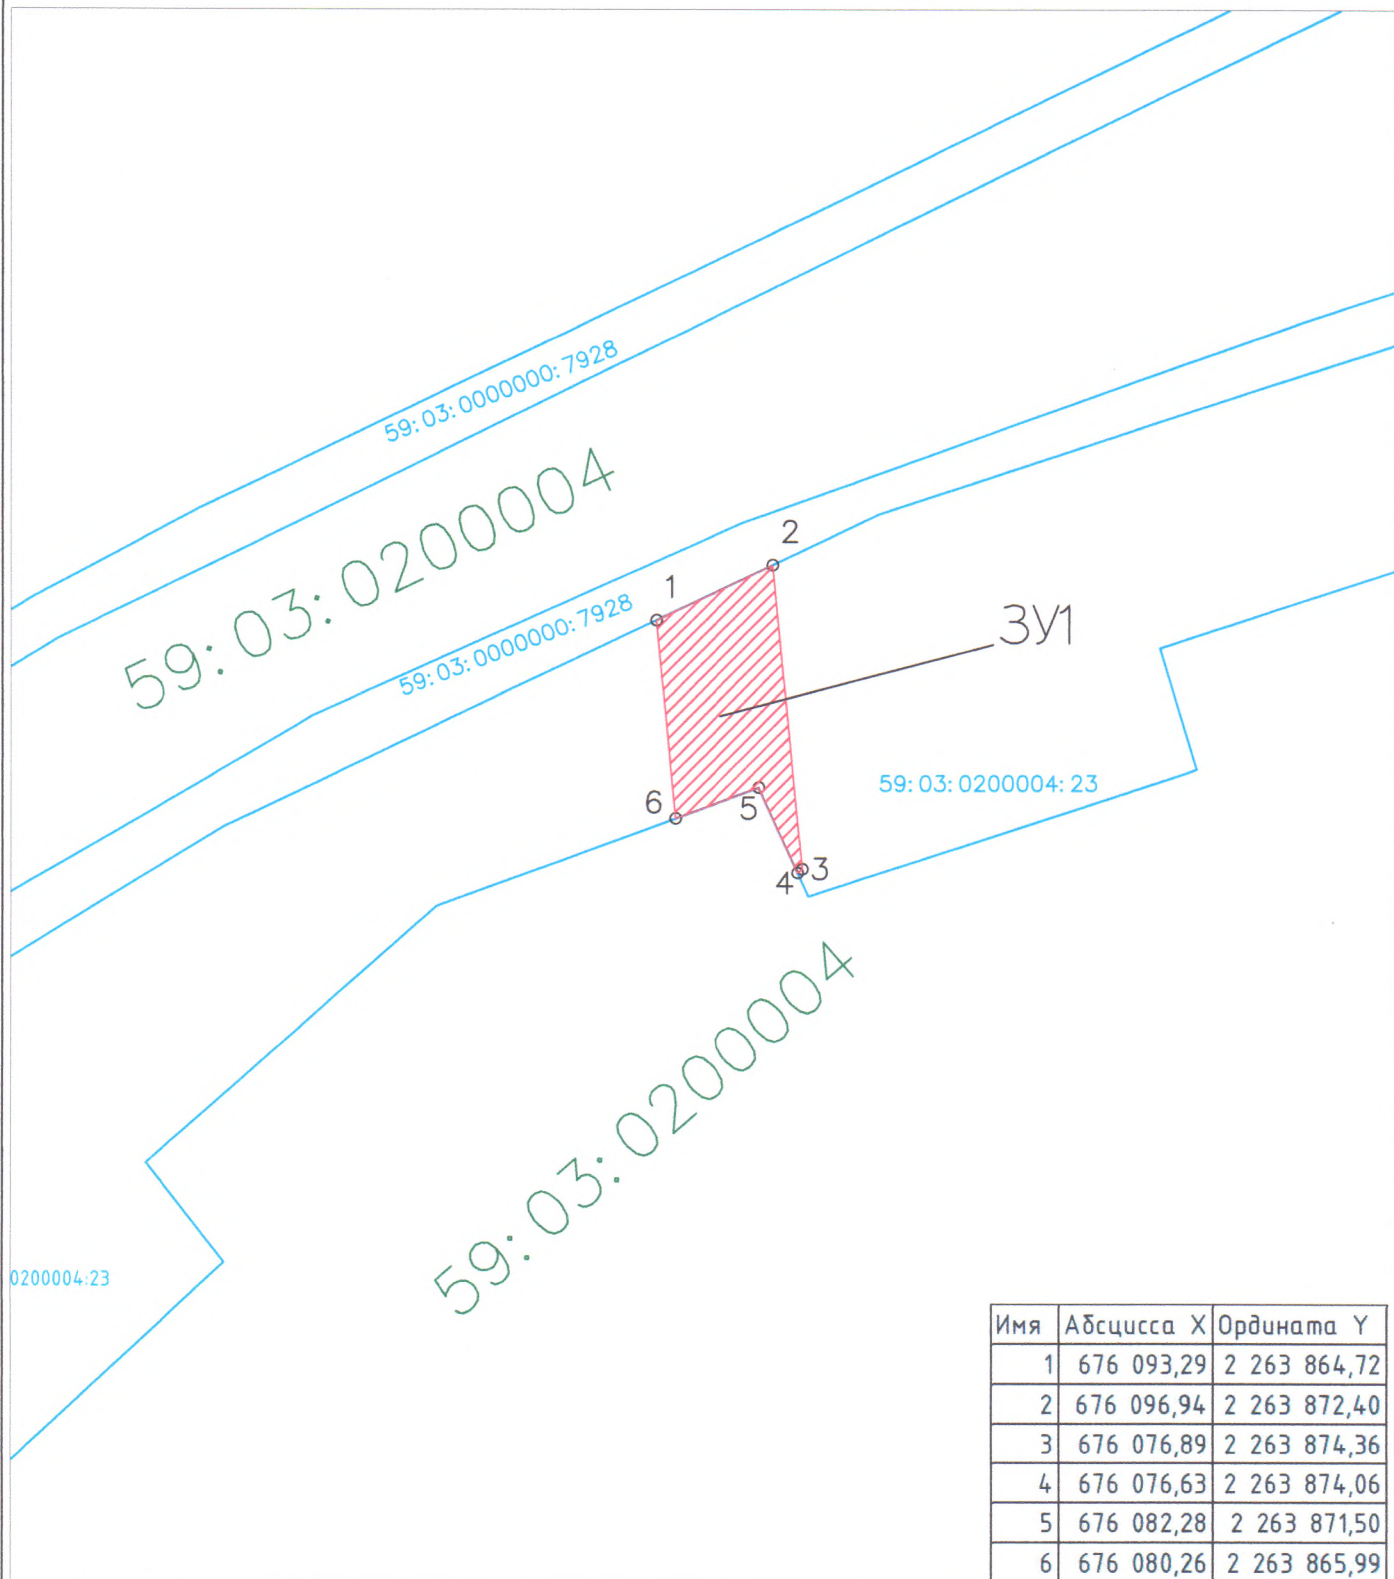 59:03:0000000:7928
59:03:0200004
2
1
59:03:0000000:7928
ЗУ1
59:03:0200004:23
6
5
3
4
59:03:0200004
0200004:23
Имя Абсцисса X Ордината Y
1 676 093,29 2 263 864,72
2 676 096,94 2 263 872,40
3 676 076,89 2 263 874,36
4 676 076,63 2 263 874,06
5 676 082,28 2 263 871,50
6 676 080,26 2 263 865,99